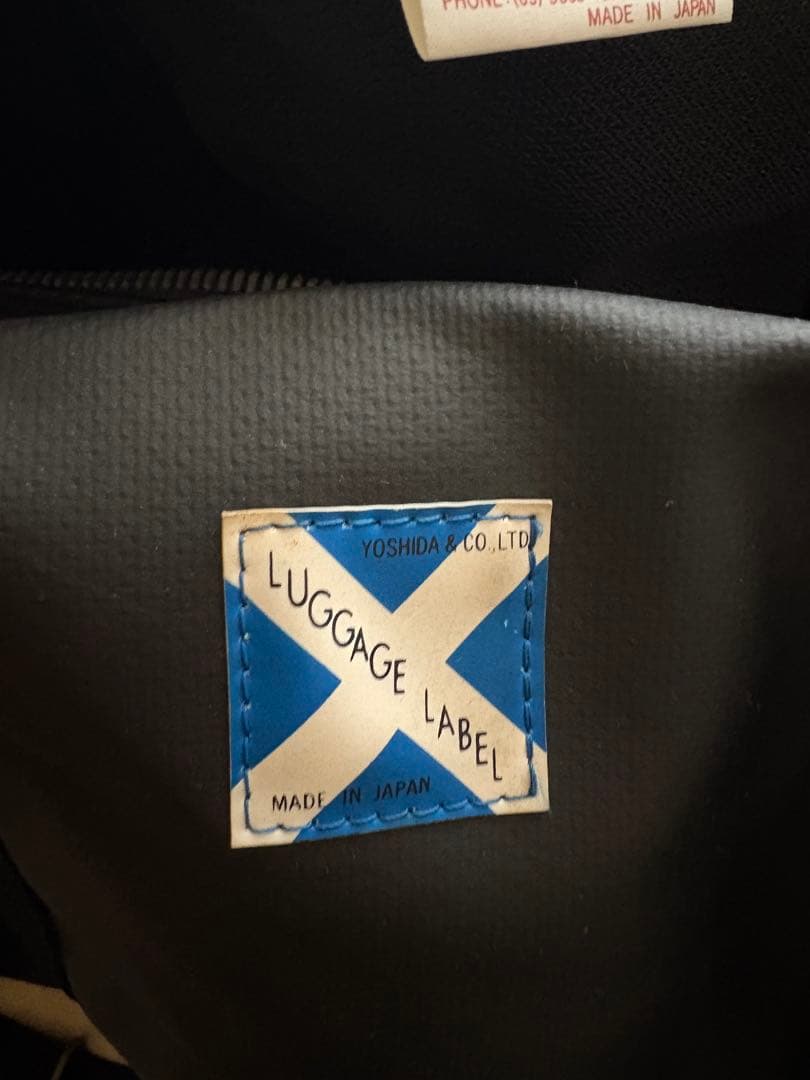 MADE IN JAPAN
YOSHIDA & CO.,LTD
LUGGAGE LABEL
MADE IN JAPAN